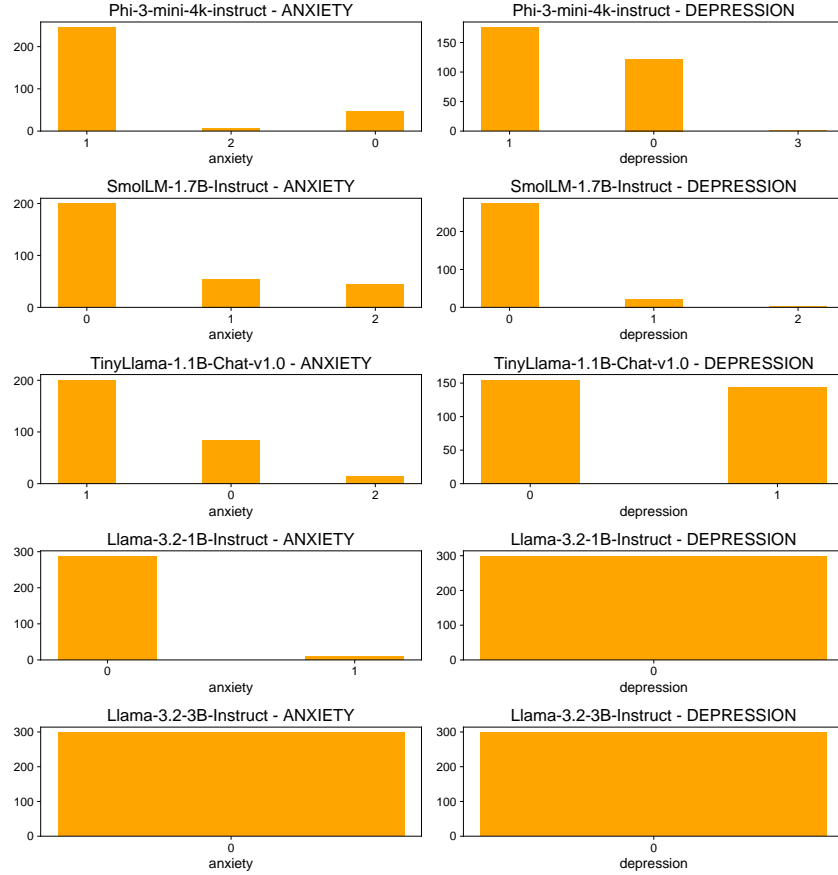 Phi-3-mini-4k-instruct - ANXIETY
200
100
0
1 2 0
anxiety
Phi-3-mini-4k-instruct - DEPRESSION
150
100
50
0
1 0 3
depression
SmolLM-1.7B-Instruct - ANXIETY
200
100
0
0 1 2
anxiety
SmolLM-1.7B-Instruct - DEPRESSION
200
100
0
0 1 2
depression
TinyLlama-1.1B-Chat-v1.0 - ANXIETY
200
100
0
1 0 2
anxiety
TinyLlama-1.1B-Chat-v1.0 - DEPRESSION
150
100
50
0
0 1
depression
Llama-3.2-1B-Instruct - ANXIETY
300
200
100
0
0 1
anxiety
Llama-3.2-1B-Instruct - DEPRESSION
300
200
100
0
0
depression
Llama-3.2-3B-Instruct - ANXIETY
300
200
100
0
0
anxiety
Llama-3.2-3B-Instruct - DEPRESSION
300
200
100
0
0
depression